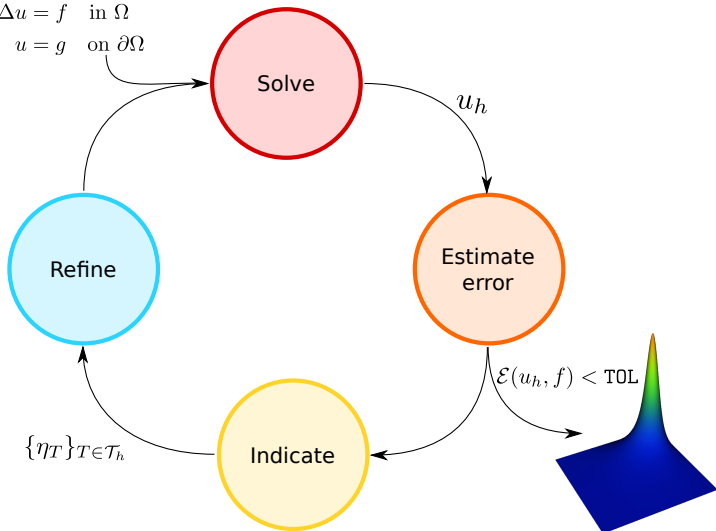 Δu = f in Ω
u = g on ∂Ω
Solve
u_h
Estimate
error
ℰ(u_h, f) < TOL
Indicate
{η_T}_{T∈𝒯_h}
Refine